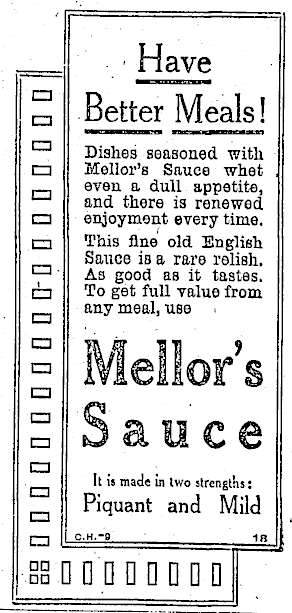 Have
Better Meals!
Dishes seasoned with
Mellor's Sauce whet
even a dull appetite,
and there is renewed
enjoyment every time.
This fine old English
Sauce is a rare relish.
As good as it tastes.
To get full value from
any meal, use
Mellor's
Sauce
It is made in two strengths:
Piquant and Mild
C.H.-9 18